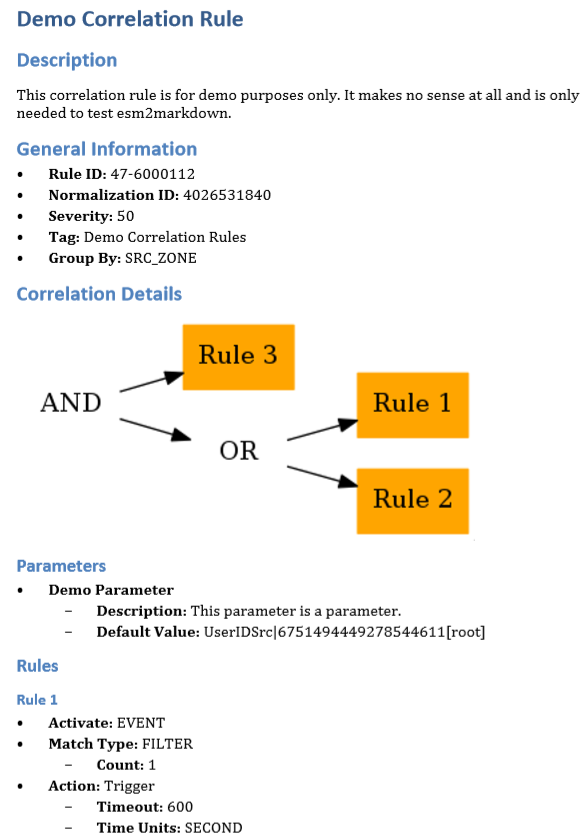 Demo Correlation Rule
Description
This correlation rule is for demo purposes only. It makes no sense at all and is only
needed to test esm2markdown.
General Information
• Rule ID: 47-6000112
• Normalization ID: 4026531840
• Severity: 50
• Tag: Demo Correlation Rules
• Group By: SRC_ZONE
Correlation Details
Rule 3
AND
Rule 1
OR
Rule 2
Parameters
• Demo Parameter
– Description: This parameter is a parameter.
– Default Value: UserIDSrc|6751494449278544611[root]
Rules
Rule 1
• Activate: EVENT
• Match Type: FILTER
– Count: 1
• Action: Trigger
– Timeout: 600
– Time Units: SECOND